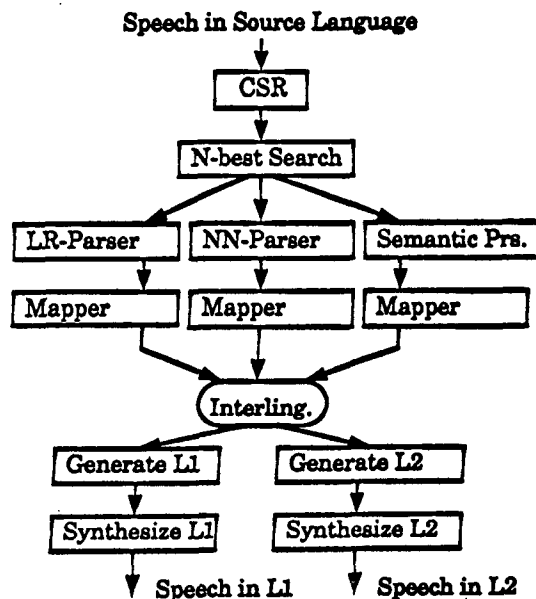 Speech in Source Language
CSR
N-best Search
LR-Parser NN-Parser Semantic Prs.
Mapper Mapper Mapper
Interling.
Generate L1 Generate L2
Synthesize L1 Synthesize L2
Speech in L1 Speech in L2